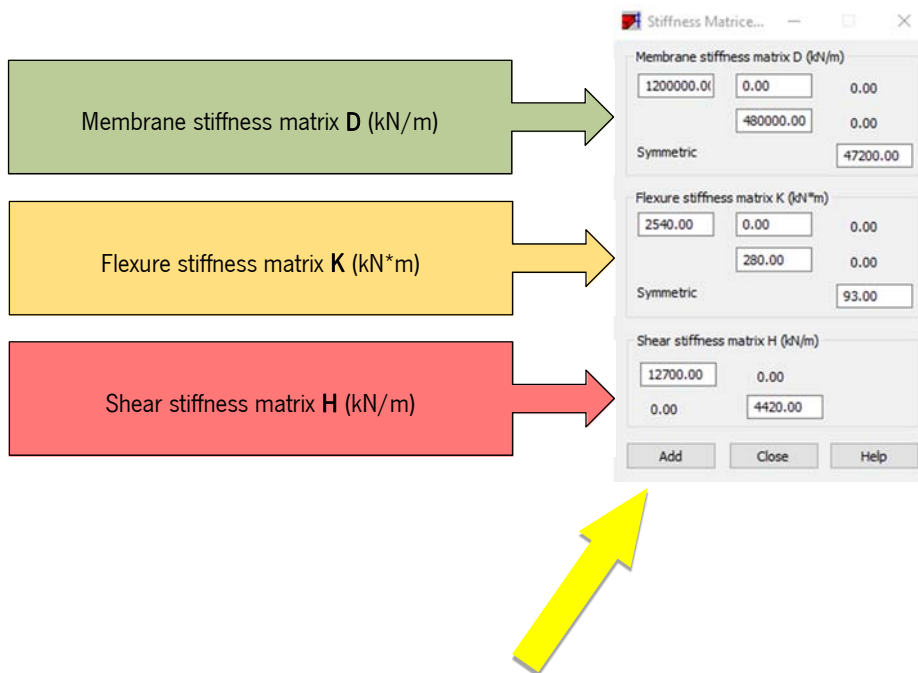 Stiffness Matrice...
Membrane stiffness matrix D (kN/m)
Membrane stiffness matrix D (kN/m)
1200000.0( 0.00 0.00
480000.00 0.00
Symmetric
47200.00
Flexure stiffness matrix K (kN*m)
Flexure stiffness matrix K (kN*m)
2540.00 0.00 0.00
280.00 0.00
Symmetric 93.00
Shear stiffness matrix H (kN/m)
Shear stiffness matrix H (kN/m)
12700.00 0.00
0.00 4420.00
Add Close Help